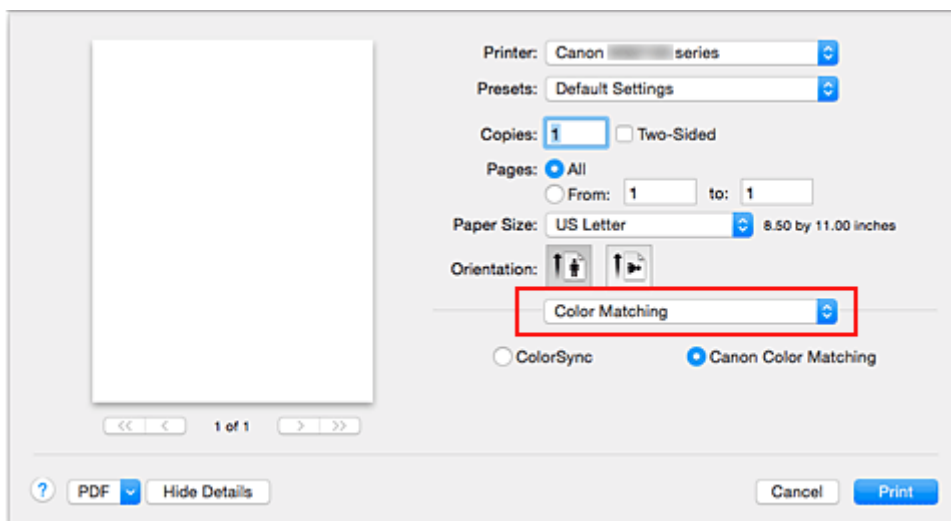 Printer: Canon series
Presets: Default Settings
Copies: 1 Two-Sided
Pages: All
From: 1 to: 1
Paper Size: US Letter 8.50 by 11.00 inches
Orientation:
Color Matching
ColorSync Canon Color Matching
1 of 1
? PDF Hide Details Cancel Print